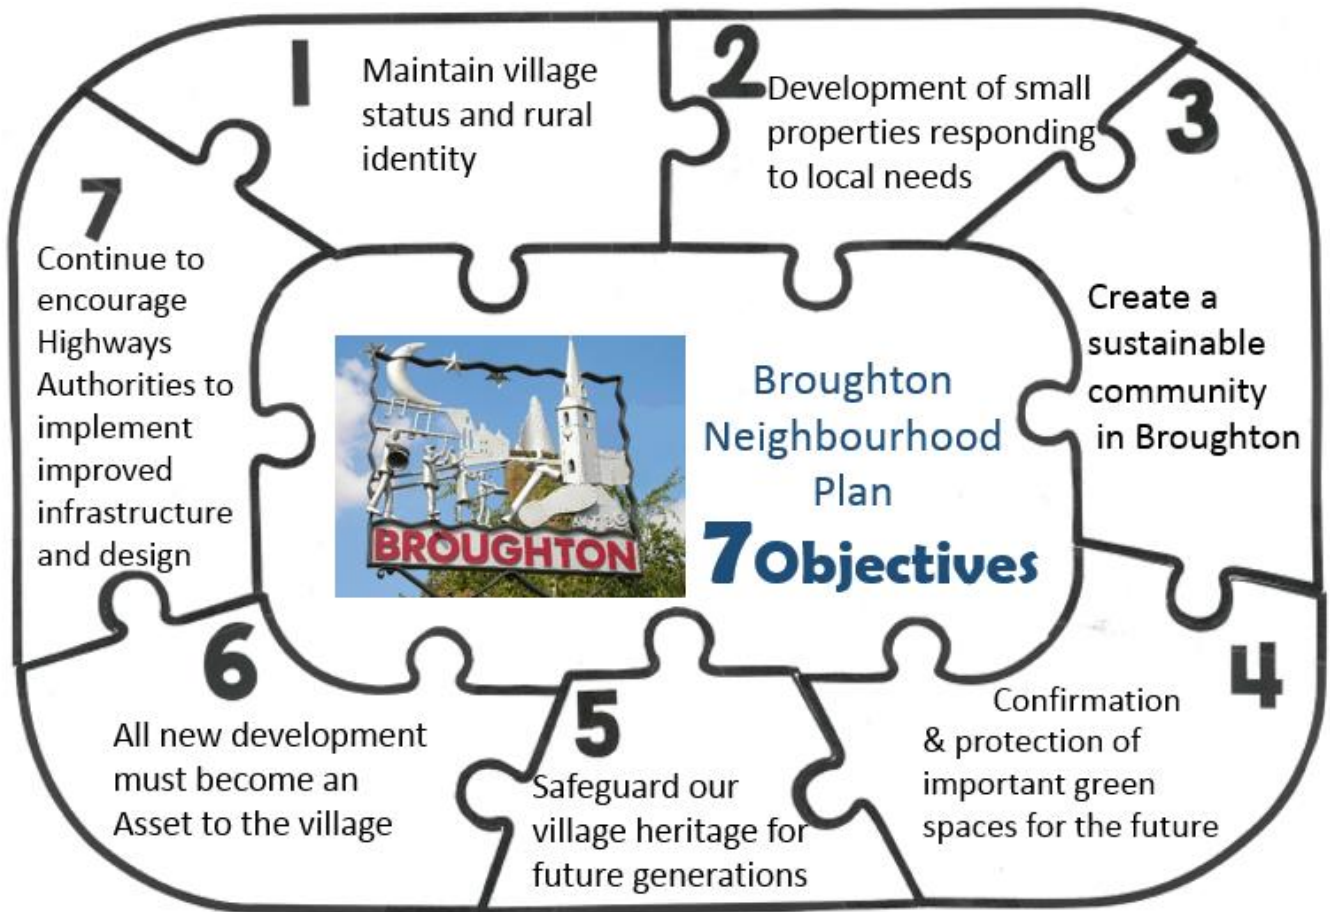 1
Maintain village
status and rural
identity
2
Development of small
properties responding
to local needs
3
Create a
sustainable
community
in Broughton
4
Confirmation
& protection of
important green
spaces for the future
5
Safeguard our
village heritage for
future generations
6
All new development
must become an
Asset to the village
7
Continue to
encourage
Highways
Authorities to
implement
improved
infrastructure
and design
BROUGHTON
Broughton
Neighbourhood
Plan
7 Objectives